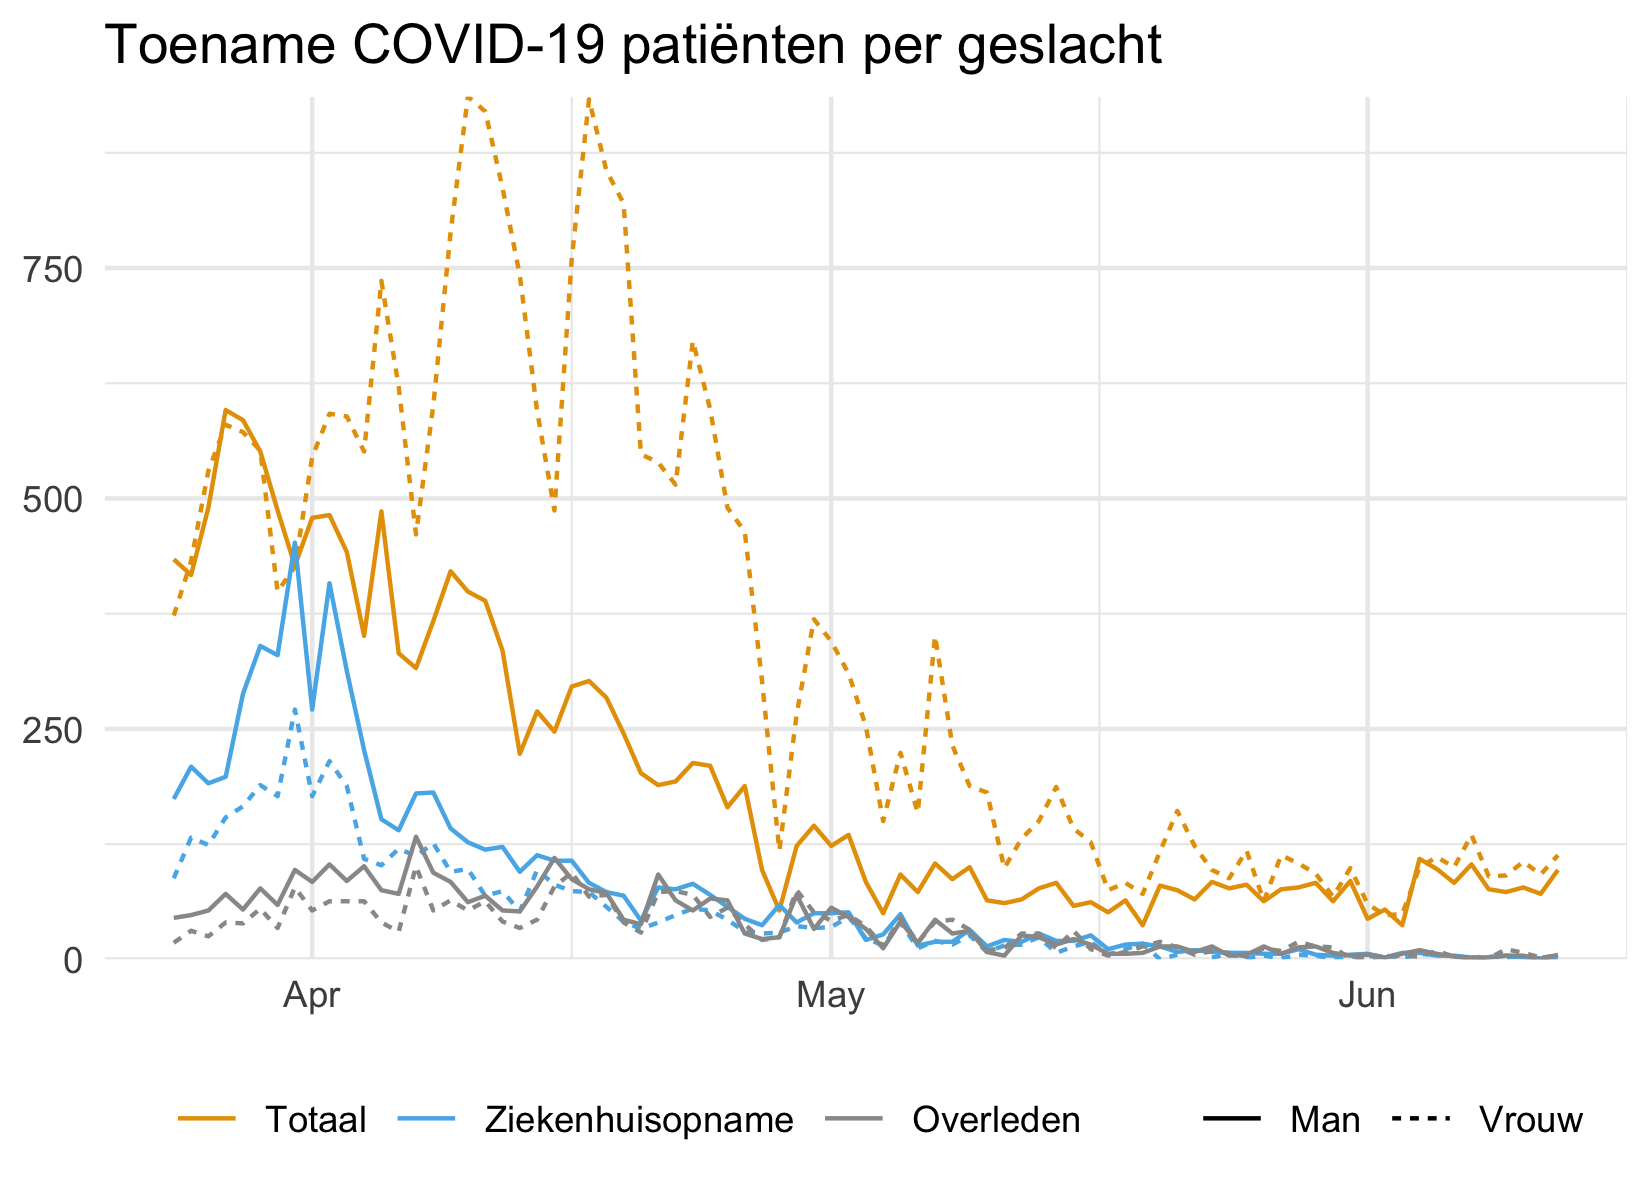 Toename COVID-19 patiënten per geslacht
750
500
250
0
Apr May Jun
Totaal Ziekenhuisopname Overleden Man Vrouw